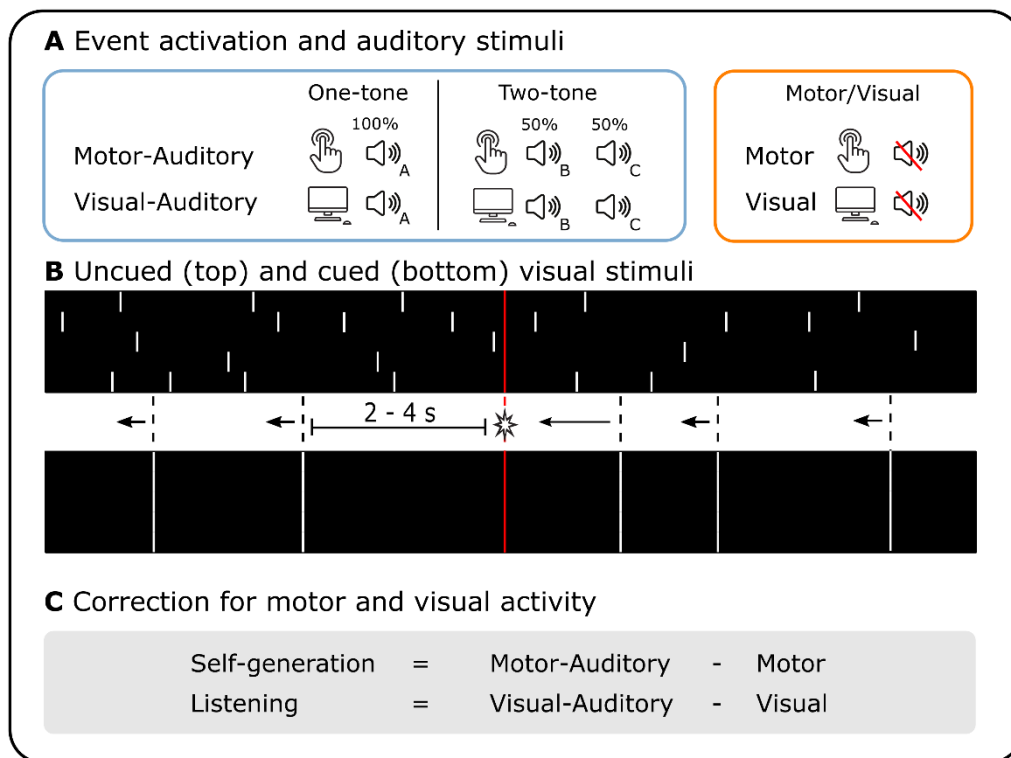 A Event activation and auditory stimuli
One-tone Two-tone Motor/Visual
100% 50% 50%
Motor-Auditory A B C Motor
Visual-Auditory A B C Visual
B Uncued (top) and cued (bottom) visual stimuli
2 - 4 s
C Correction for motor and visual activity
Self-generation = Motor-Auditory - Motor
Listening = Visual-Auditory - Visual